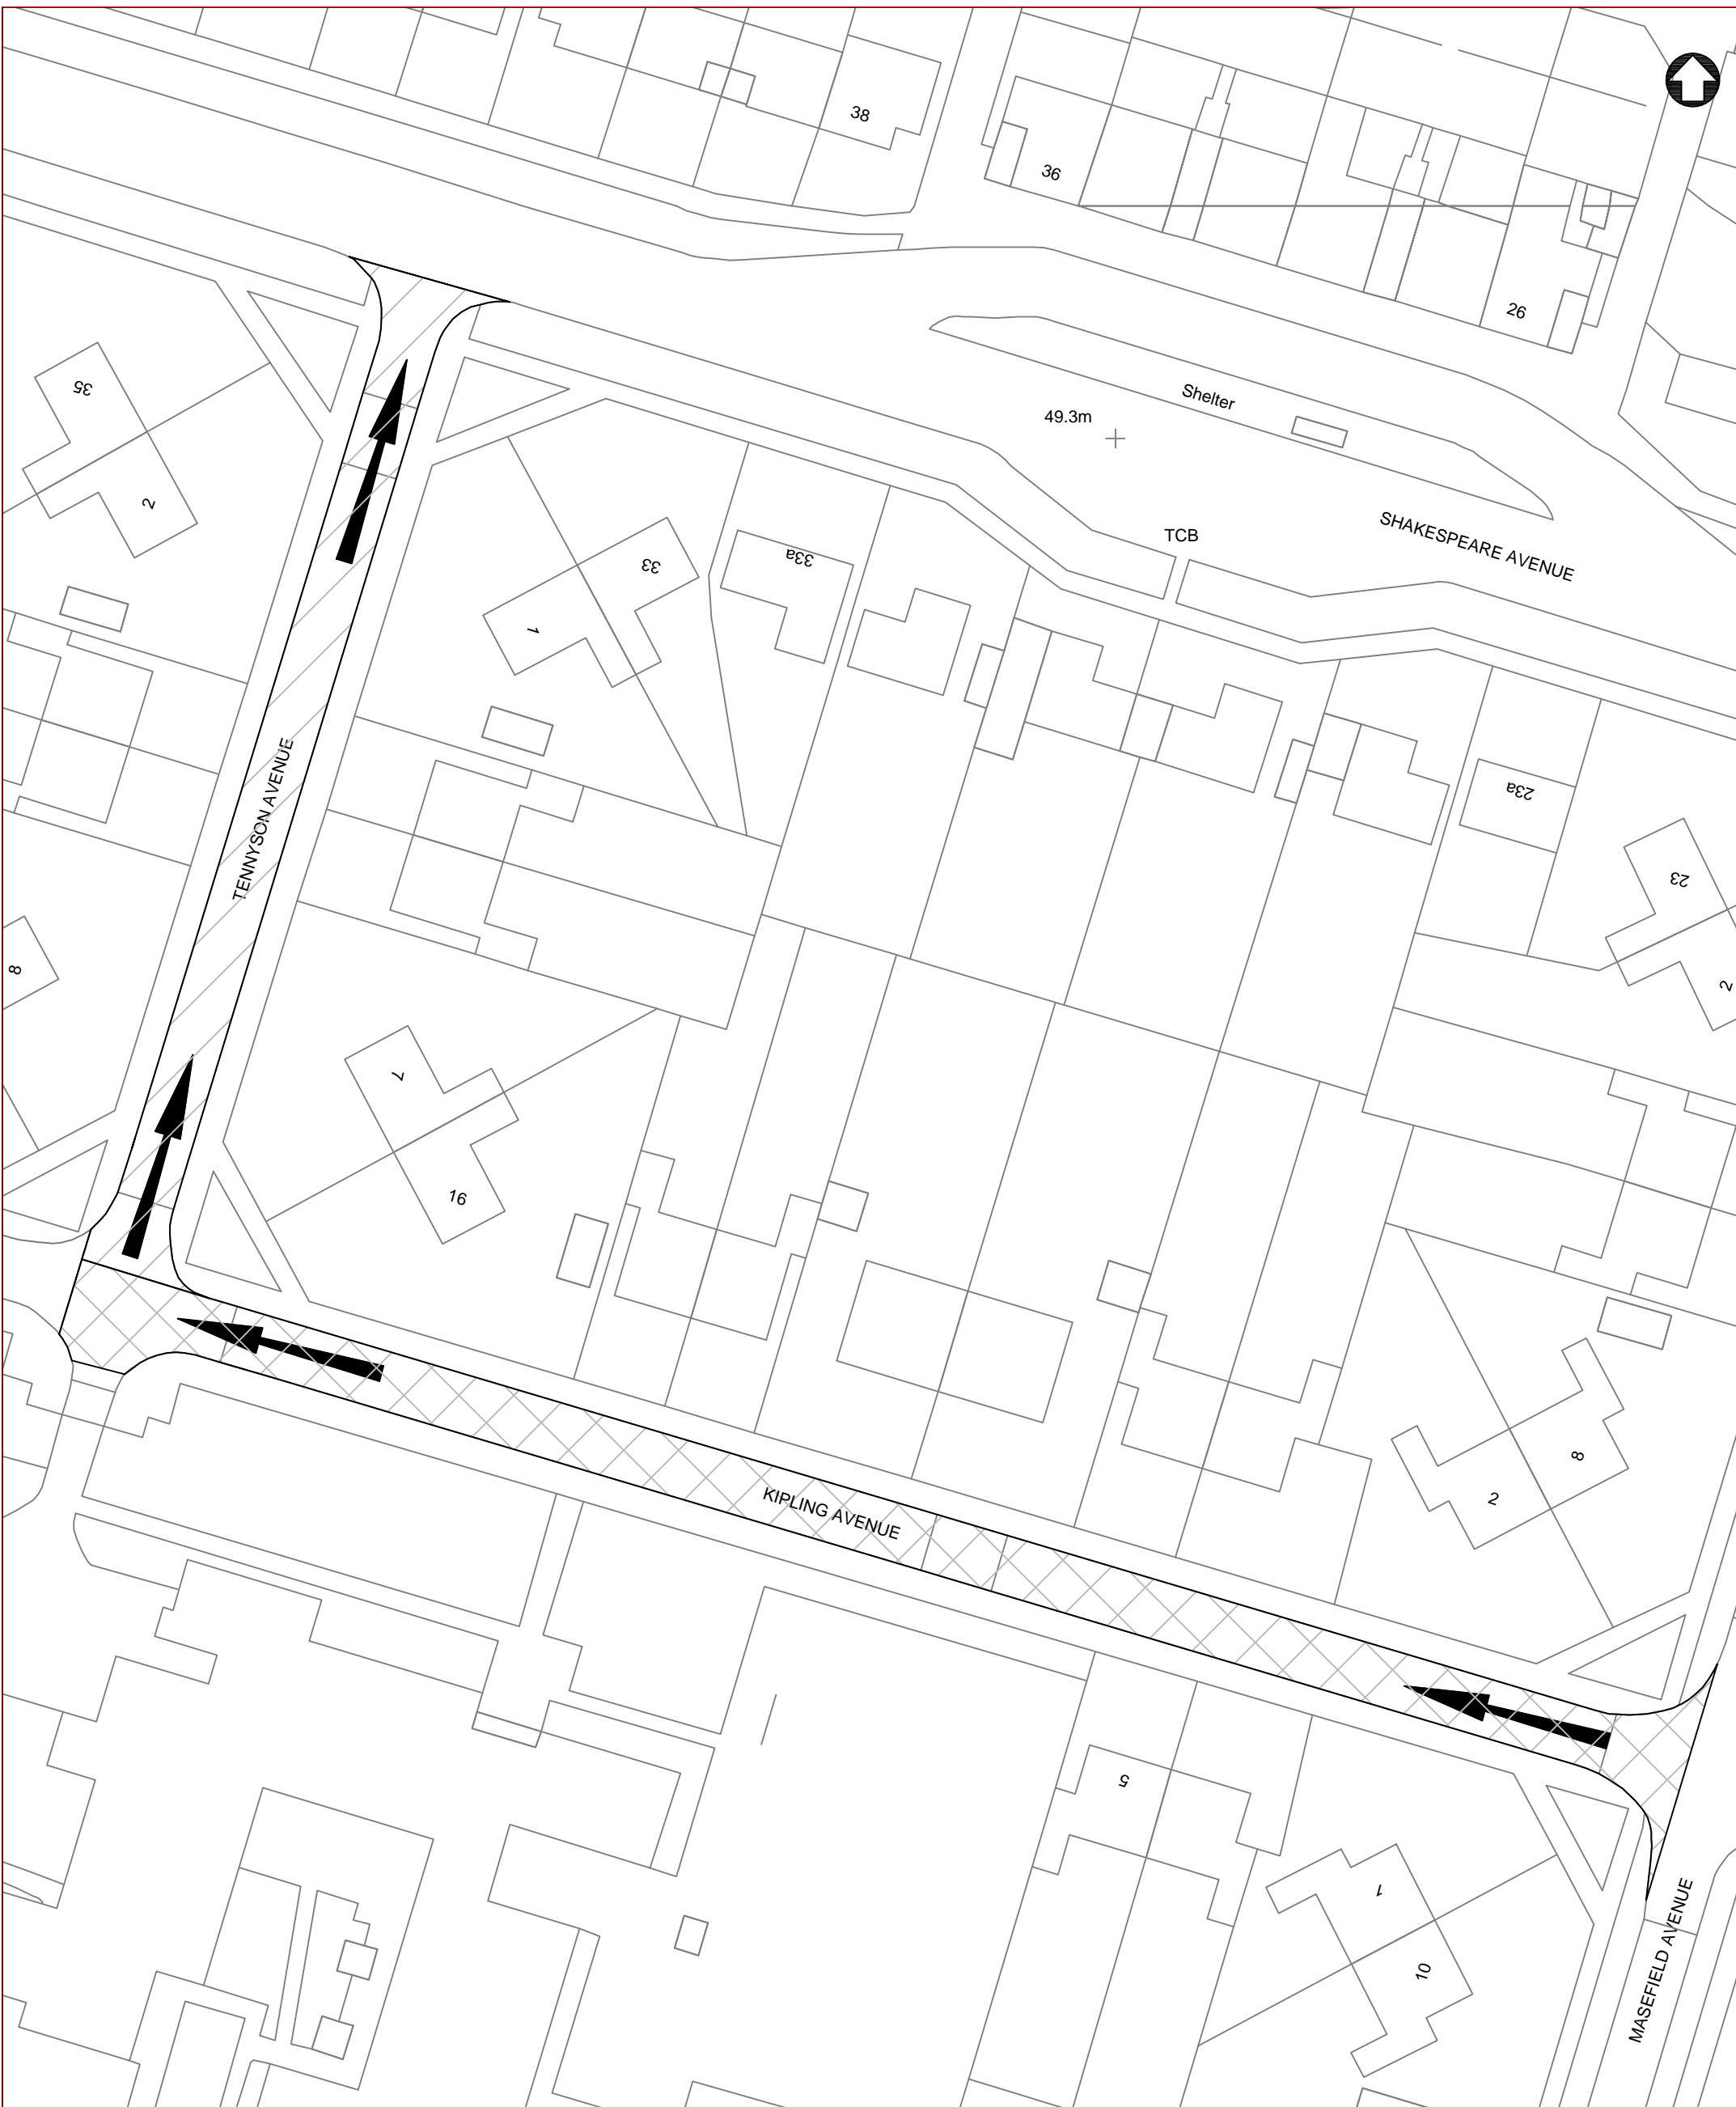 38
36
26
35
2
Shelter
49.3m
SHAKESPEARE AVENUE
TCB
33
33a
1
TENNYSON AVENUE
23a
23
2
8
7
16
KIPLING AVENUE
8
2
5
1
10
MASEFIELD AVENUE